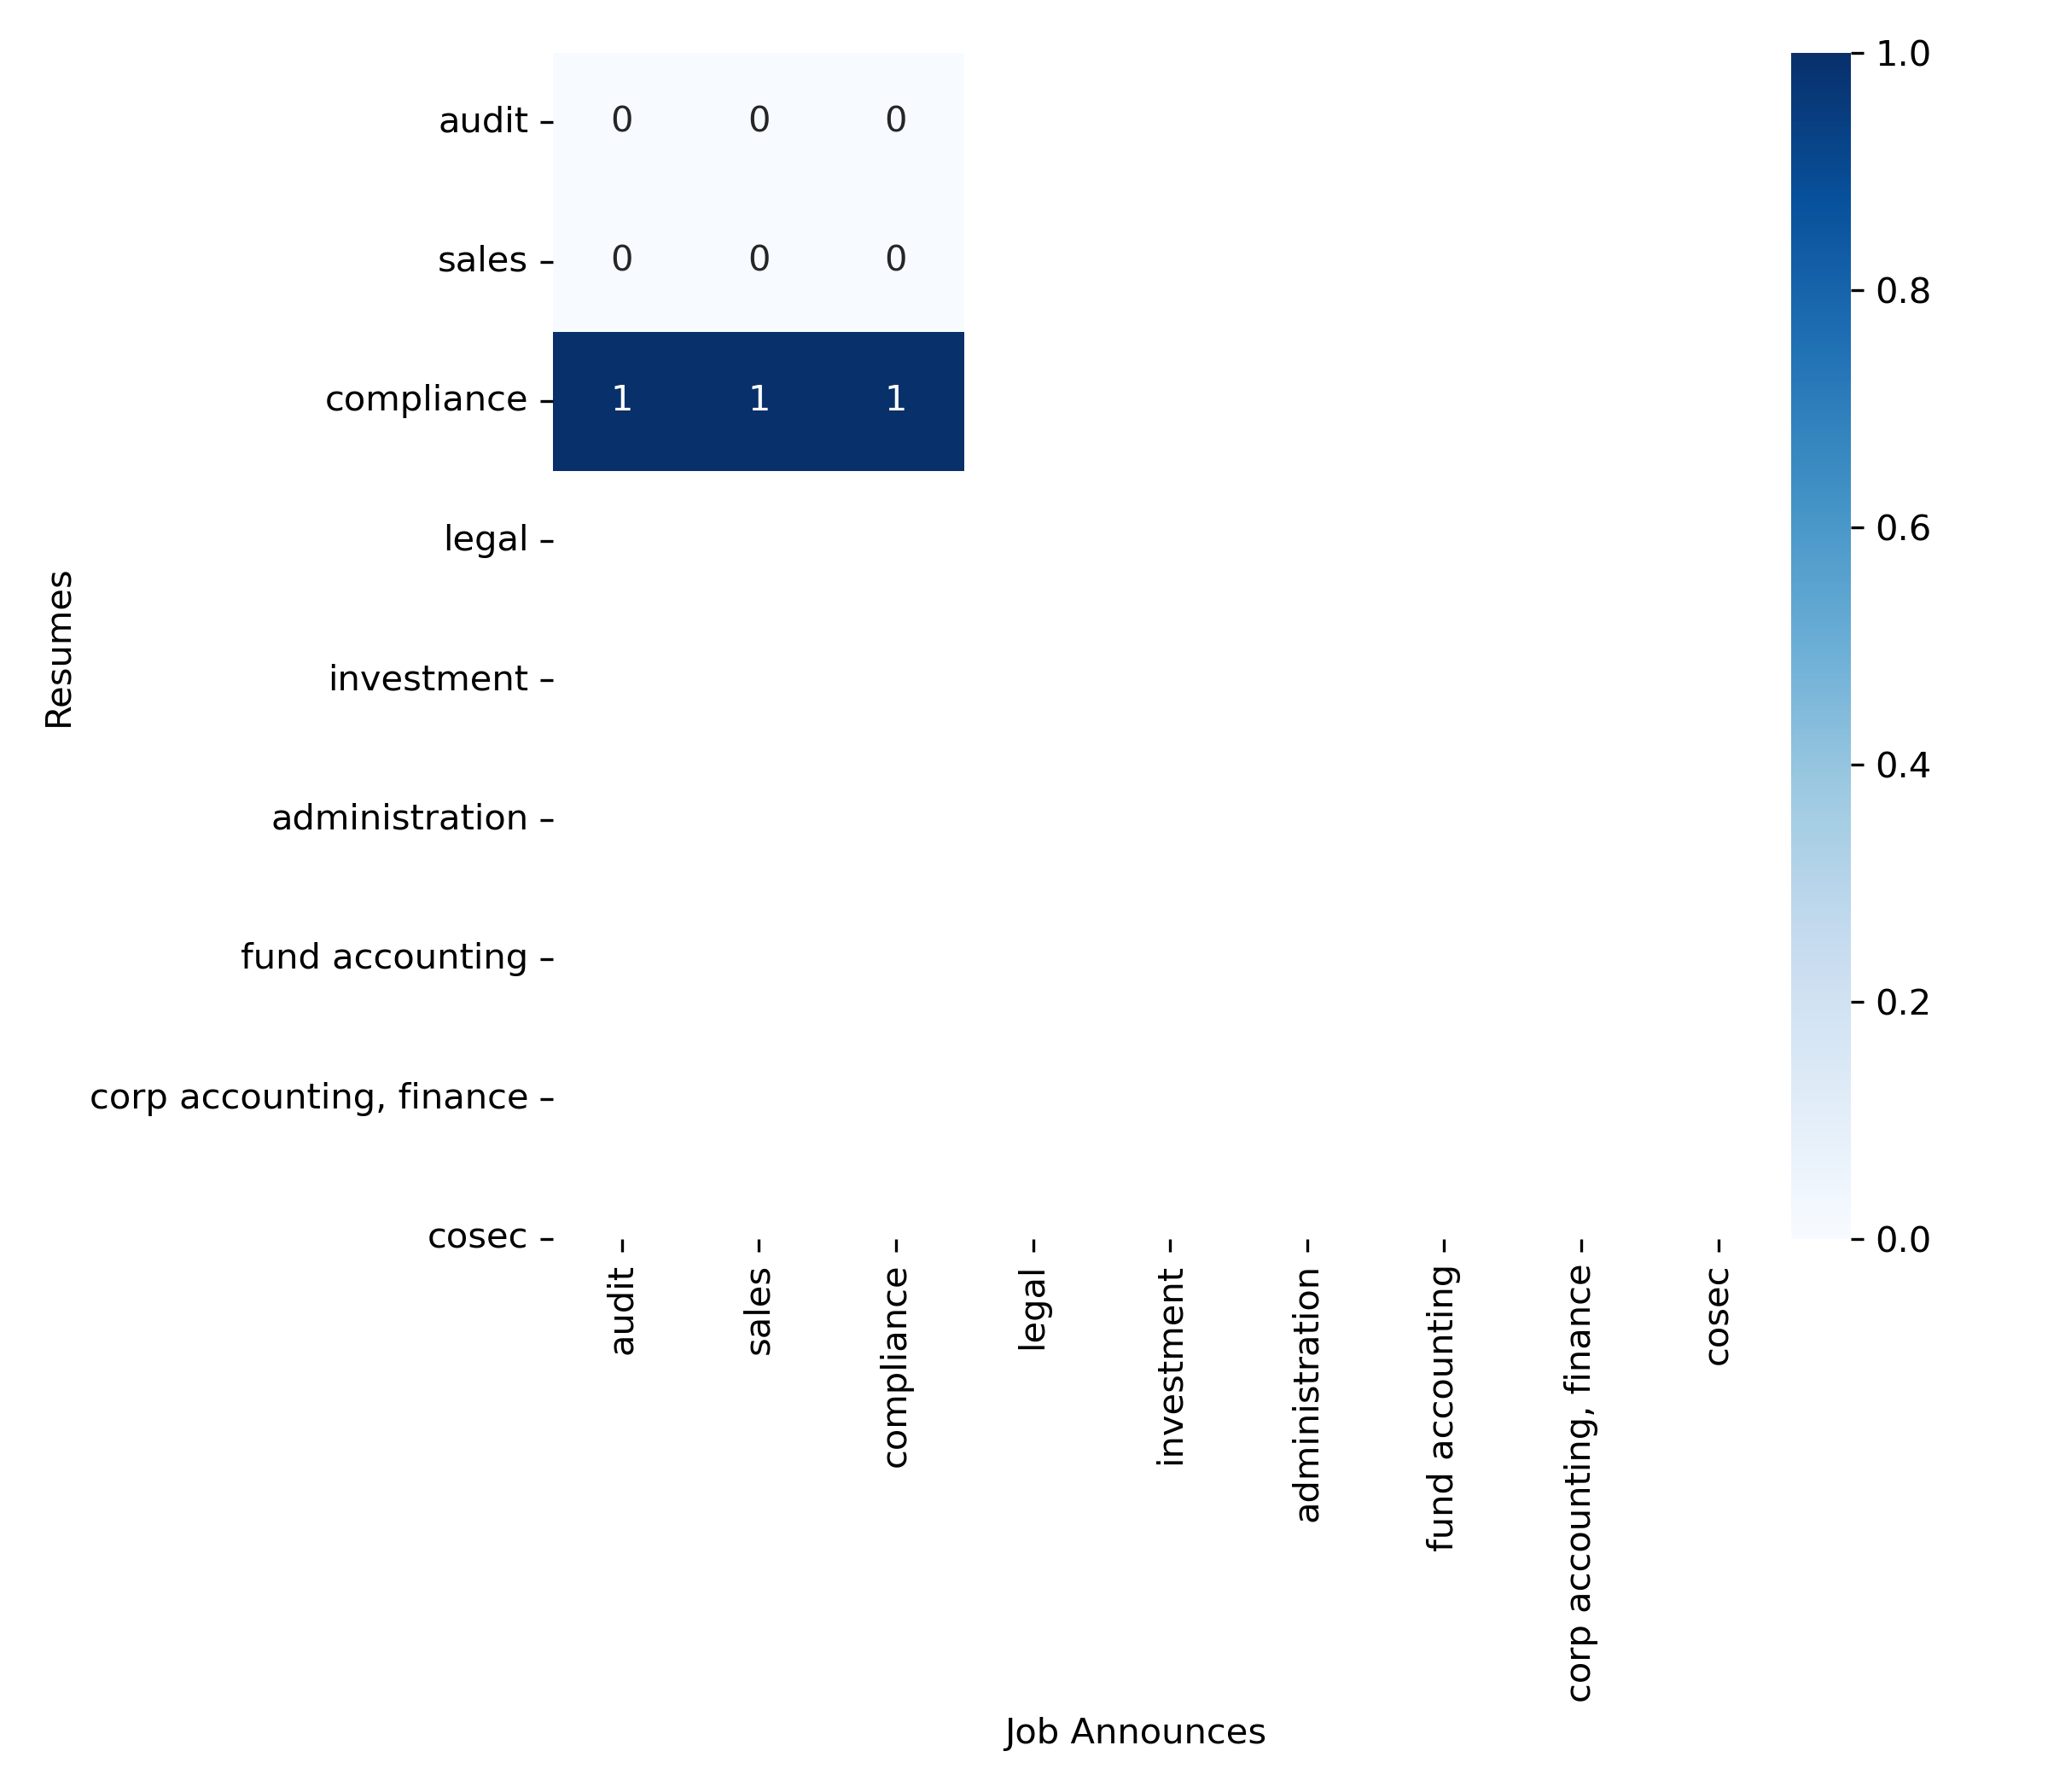 audit 0 0 0
sales 0 0 0
compliance 1 1 1
legal
investment
administration
fund accounting
corp accounting, finance
cosec
Resumes
audit
sales
compliance
legal
investment
administration
fund accounting
corp accounting, finance
cosec
Job Announces
1.0
0.8
0.6
0.4
0.2
0.0